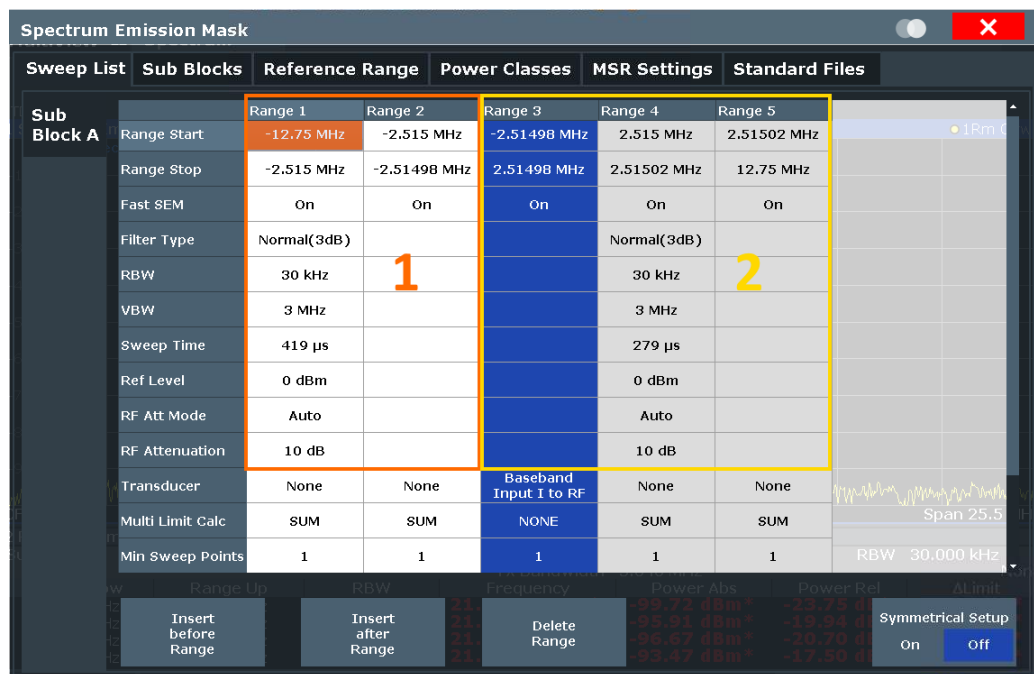 Spectrum Emission Mask
Sweep List Sub Blocks Reference Range Power Classes MSR Settings Standard Files
Sub
Block A
Range 1 Range 2 Range 3 Range 4 Range 5
Range Start -12.75 MHz -2.515 MHz -2.51498 MHz 2.515 MHz 2.51502 MHz
Range Stop -2.515 MHz -2.51498 MHz 2.51498 MHz 2.51502 MHz 12.75 MHz
Fast SEM On On On On On
Filter Type Normal(3dB) Normal(3dB)
RBW 30 kHz 30 kHz
1 2
VBW 3 MHz 3 MHz
Sweep Time 419 µs 279 µs
Ref Level 0 dBm 0 dBm
RF Att Mode Auto Auto
RF Attenuation 10 dB 10 dB
Transducer None None Baseband Input I to RF None None
Multi Limit Calc SUM SUM NONE SUM SUM
Min Sweep Points 1 1 1 1 1
1Rm
Span 25.5
RBW 30.000 kHz
Range Up RBW Frequency Power Abs Power Rel ΔLimit
21. -99.72 dBm* -23.75 d
21. -95.91 dBm* -19.94 d
21. -96.67 dBm* -20.70 d
21. -93.47 dBm* -17.50 d
Insert
before
Range
Insert
after
Range
Delete
Range
Symmetrical Setup
On Off